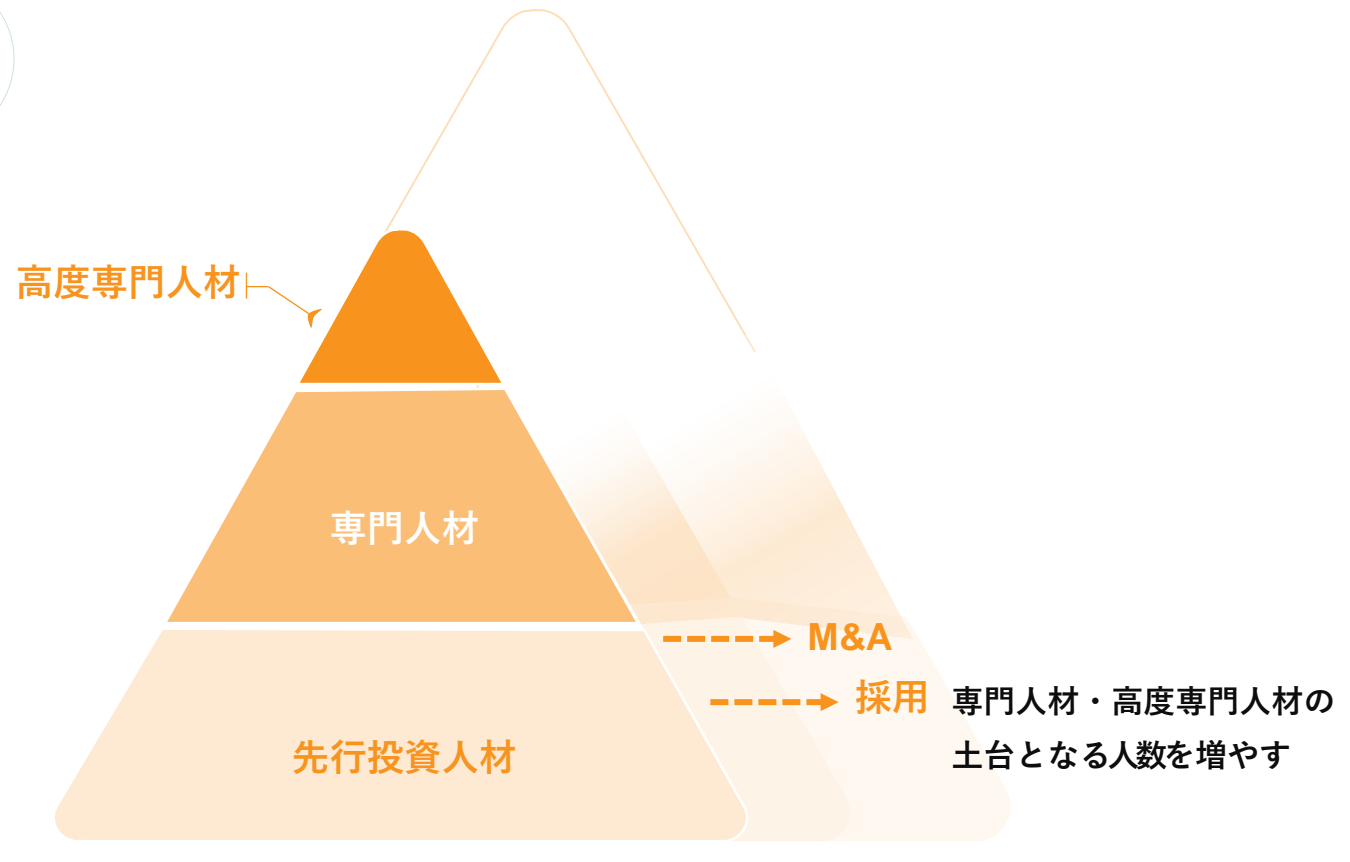 高度専門人材
専門人材
M&A
採用
専門人材・高度専門人材の
土台となる人数を増やす
先行投資人材